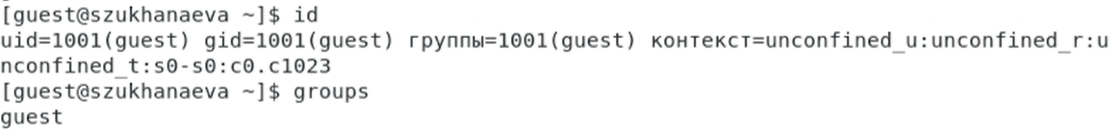 [guest@szukhanaeva ~]$ id
uid=1001(guest) gid=1001(guest) группы=1001(guest) контекст=unconfined_u:unconfined_r:u
nconfined_t:s0-s0:c0.c1023
[guest@szukhanaeva ~]$ groups
guest